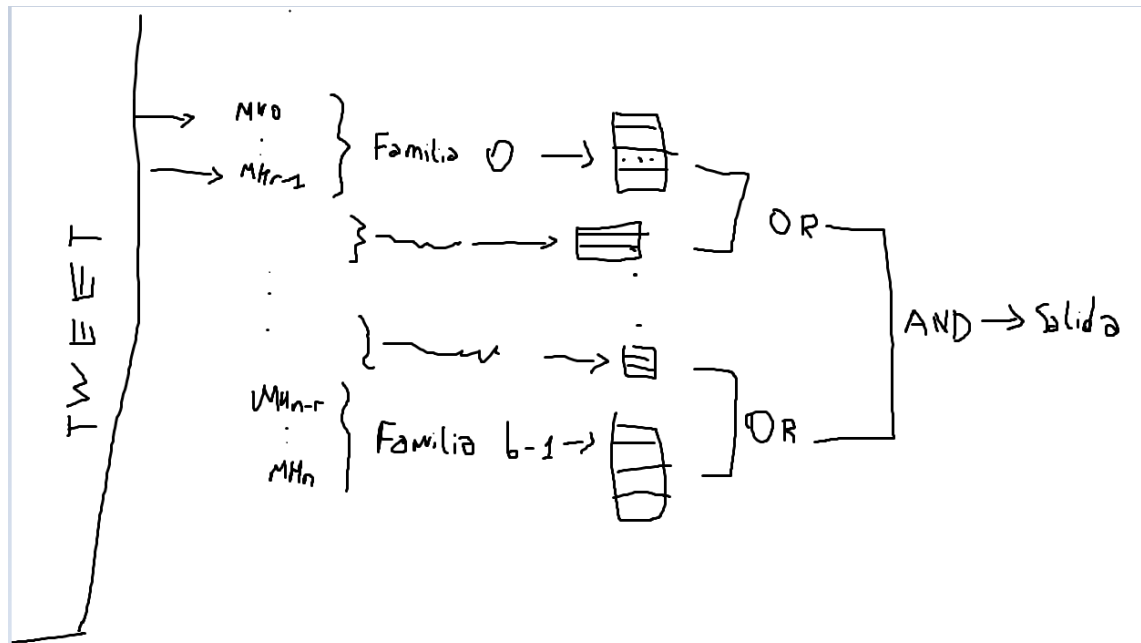 TWEET
MH0
MHr-1
Familia 0
OR
AND → Salida
MHn-r
MHn
Familia b-1
OR